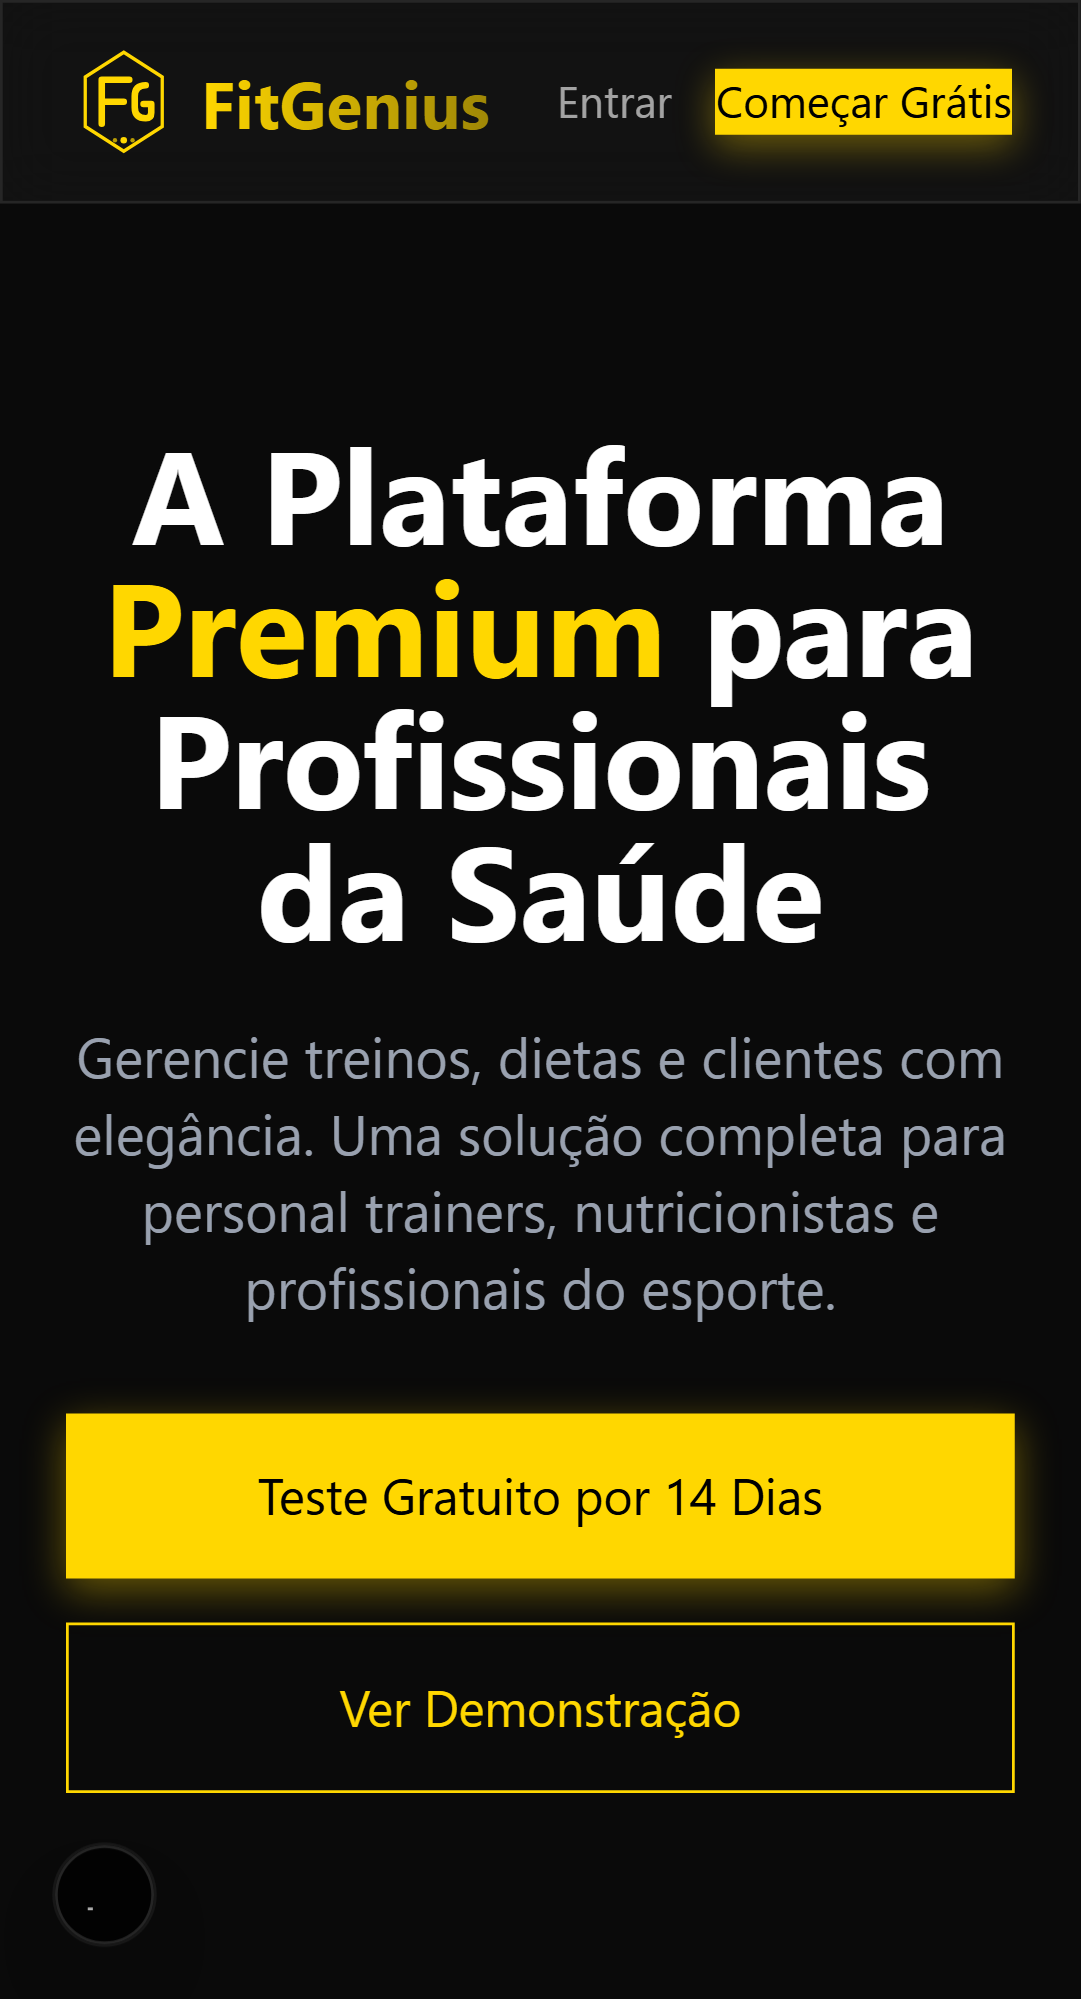 FG FitGenius Entrar Começar Grátis
A Plataforma
Premium para
Profissionais
da Saúde
Gerencie treinos, dietas e clientes com
elegância. Uma solução completa para
personal trainers, nutricionistas e
profissionais do esporte.
Teste Gratuito por 14 Dias
Ver Demonstração